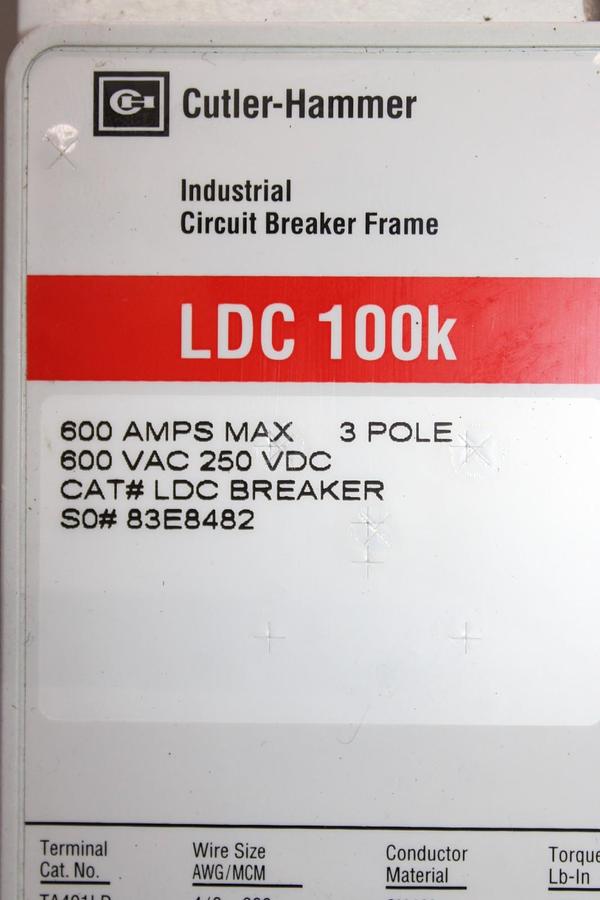 Cutler-Hammer
Industrial
Circuit Breaker Frame
LDC 100k
600 AMPS MAX 3 POLE
600 VAC 250 VDC
CAT# LDC BREAKER
SO# 83E8482
Terminal Wire Size Conductor Torque
Cat. No. AWG/MCM Material Lb-In